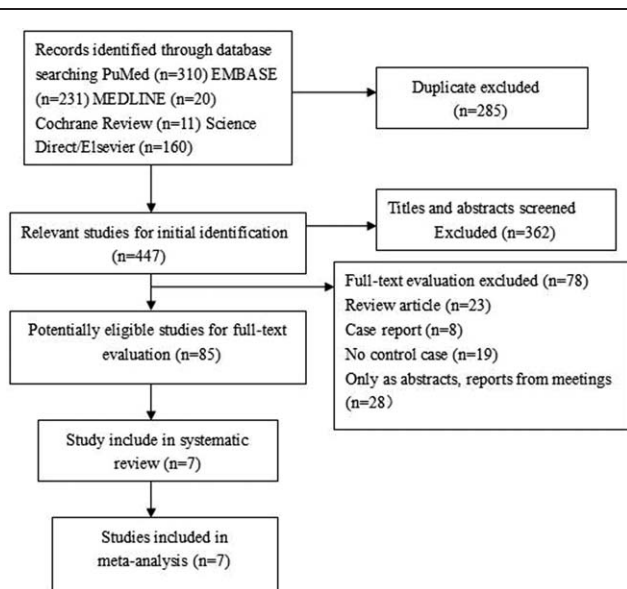 Records identified through database
searching PuMed (n=310) EMBASE
(n=231) MEDLINE (n=20)
Cochrane Review (n=11) Science
Direct/Elsevier (n=160)
Duplicate excluded
(n=285)
Relevant studies for initial identification
(n=447)
Titles and abstracts screened
Excluded (n=362)
Full-text evaluation excluded (n=78)
Review article (n=23)
Case report (n=8)
No control case (n=19)
Only as abstracts, reports from meetings
(n=28)
Potentially eligible studies for full-text
evaluation (n=85)
Study include in systematic
review (n=7)
Studies included in
meta-analysis (n=7)